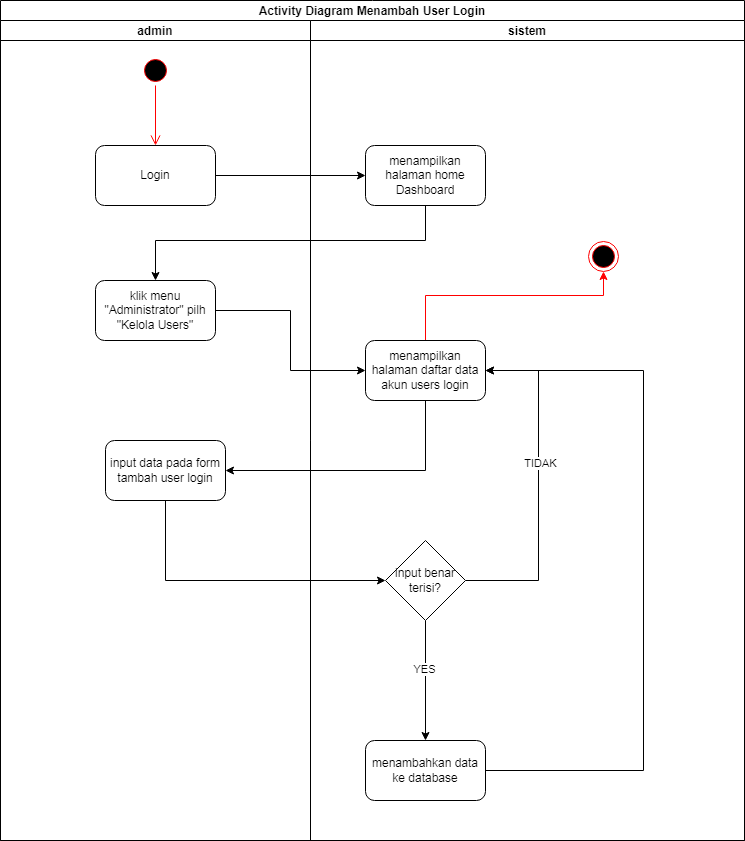 Activity Diagram Menambah User Login
admin
sistem
Login
menampilkan
halaman home
Dashboard
klik menu
"Administrator" pilh
"Kelola Users"
menampilkan
halaman daftar data
akun users login
input data pada form
tambah user login
TIDAK
input benar
terisi?
YES
menambahkan data
ke database